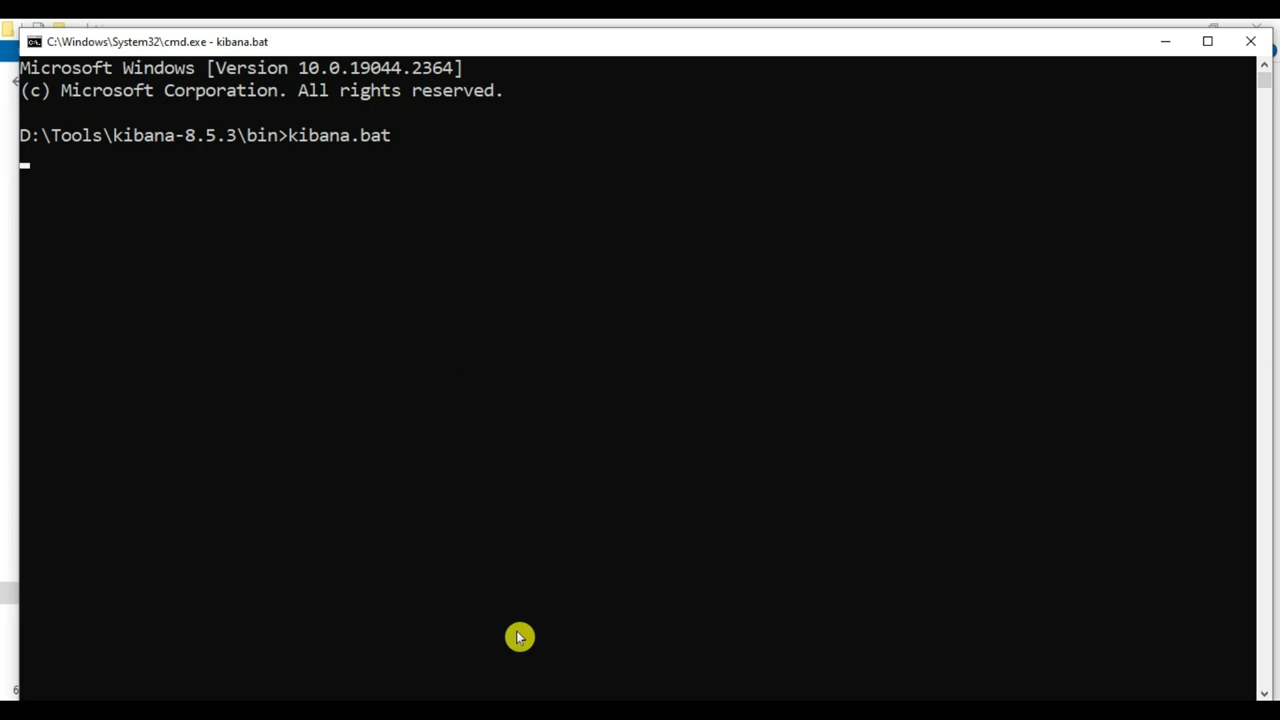 C:\Windows\System32\cmd.exe - kibana.bat
Microsoft Windows [Version 10.0.19044.2364]
(c) Microsoft Corporation. All rights reserved.
D:\Tools\kibana-8.5.3\bin>kibana.bat